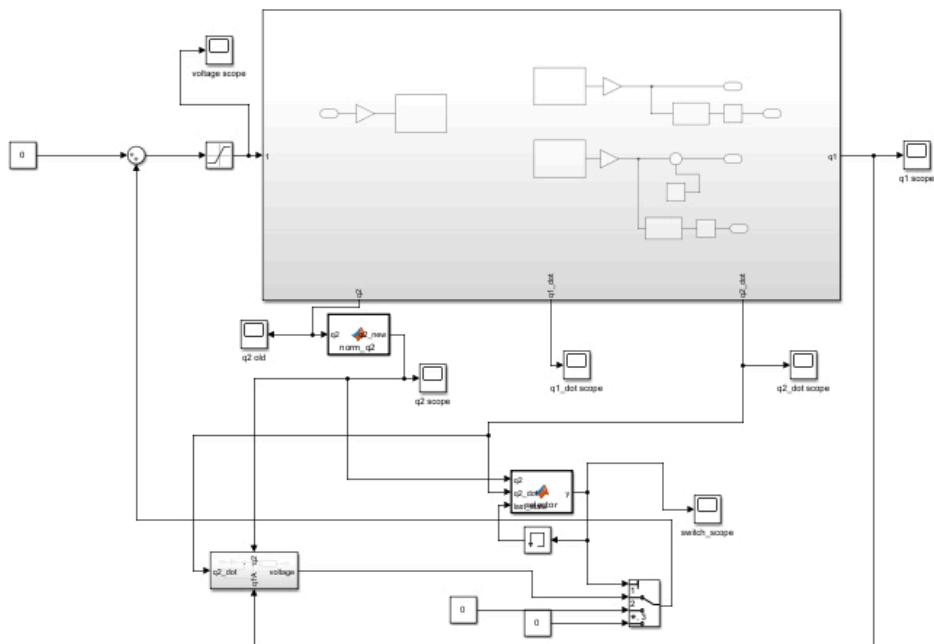 voltage scope
0
t
q1
q1 scope
q2
q1_dot
q2_dot
q2
q2_new
norm_q2
q2 old
q2 scope
q1_dot scope
q2_dot scope
q2
q2_dot
y
switch_scope
q2
q2_dot
voltage
1
2
*, 3
0
0